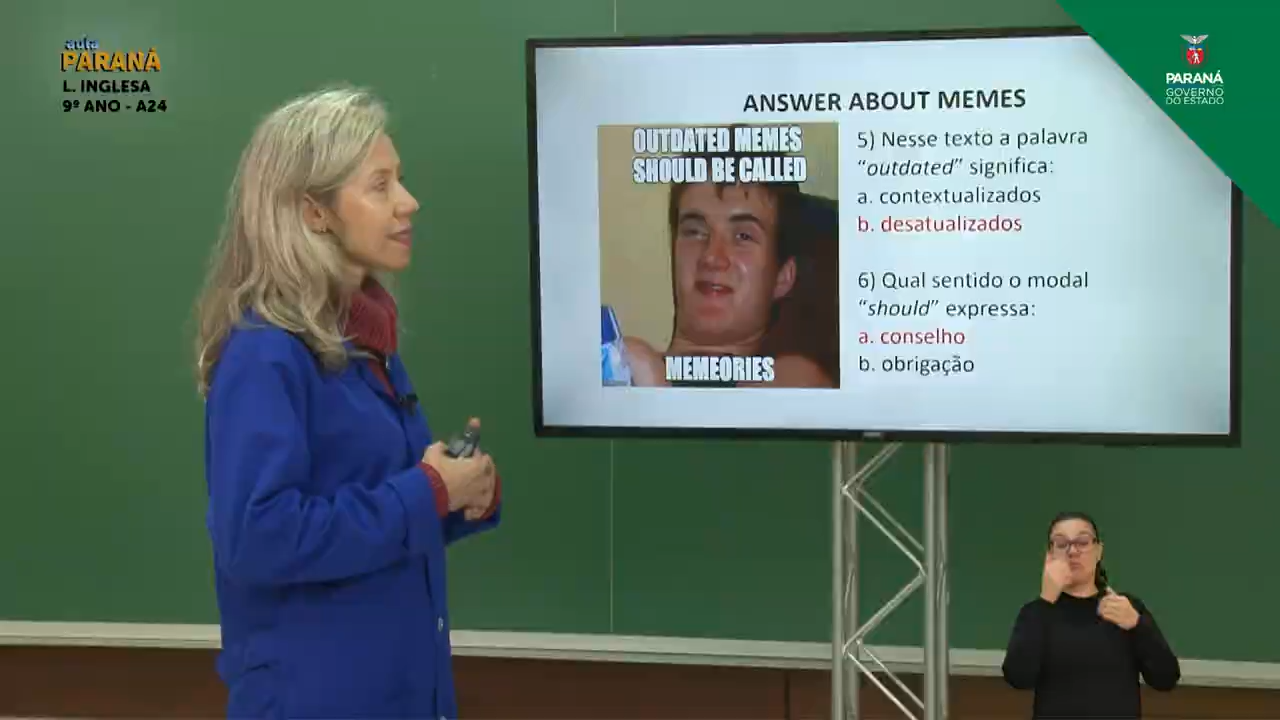 aula
PARANÁ
L. INGLESA
9º ANO - A24
PARANÁ
GOVERNO
DO ESTADO
ANSWER ABOUT MEMES
OUTDATED MEMES
SHOULD BE CALLED
MEMEORIES
5) Nesse texto a palavra
“outdated” significa:
a. contextualizados
b. desatualizados
6) Qual sentido o modal
“should” expressa:
a. conselho
b. obrigação